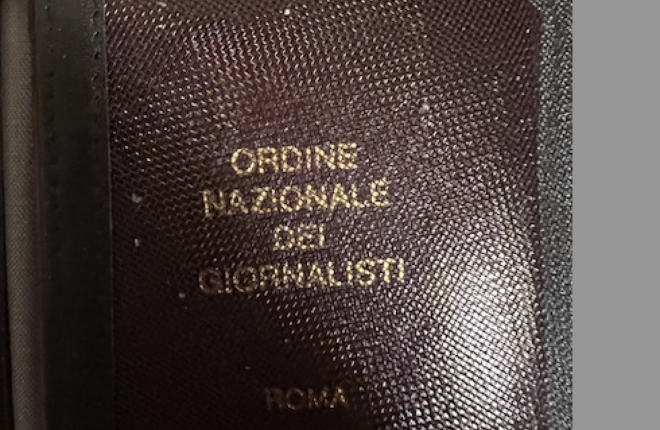 ORDINE
NAZIONALE
DEI
GIORNALISTI
ROMA